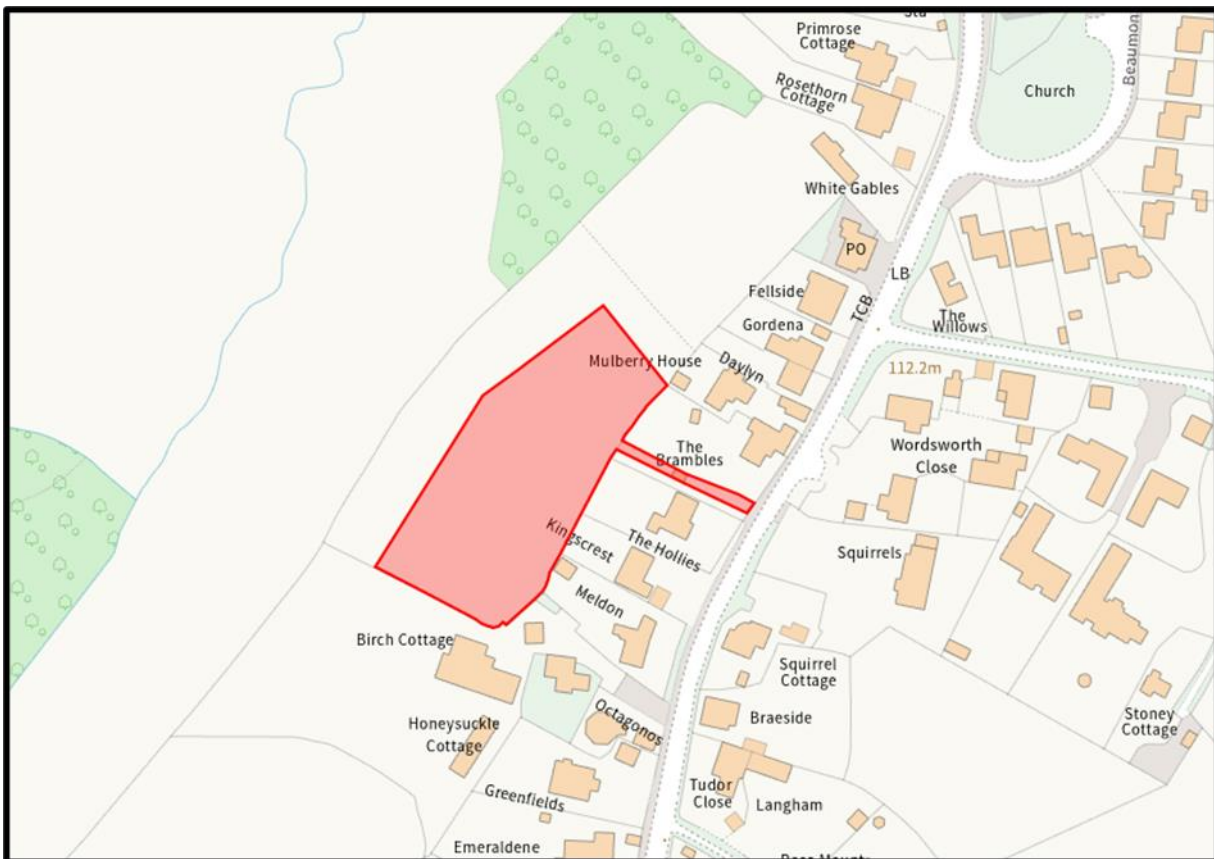 Sta
Primrose
Cottage
Beaumon
Rosethorn
Cottage
Church
White Gables
PO
LB
TCB
Fellside
The
Willows
Gordena
Mulberry House
Daylyn
112.2m
The
Brambles
Wordsworth
Close
Kingscrest
The Hollies
Squirrels
Meldon
Birch Cottage
Squirrel
Cottage
Octagonos
Braeside
Honeysuckle
Cottage
Stoney
Cottage
Greenfields
Tudor
Close
Langham
Emeraldene